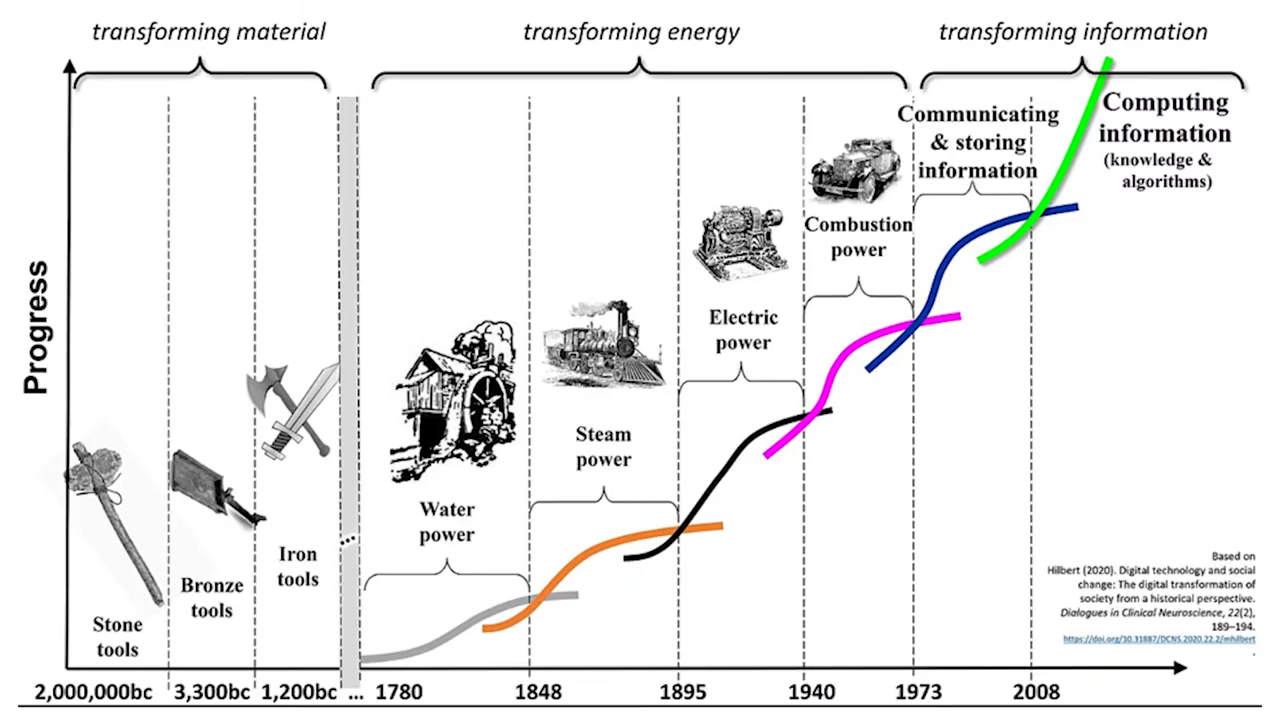 transforming material
transforming energy
transforming information
Progress
Stone
tools
Bronze
tools
Iron
tools
...
Water
power
Steam
power
Electric
power
Combustion
power
Communicating
& storing
information
Computing
information
(knowledge &
algorithms)
Based on
Hilbert (2020). Digital technology and social
change: The digital transformation of
society from a historical perspective.
Dialogues in Clinical Neuroscience, 22(2),
189–194.
https://doi.org/10.31887/DCNS.2020.22.2/mhilbert
.
2,000,000bc 3,300bc 1,200bc ... 1780 1848 1895 1940 1973 2008